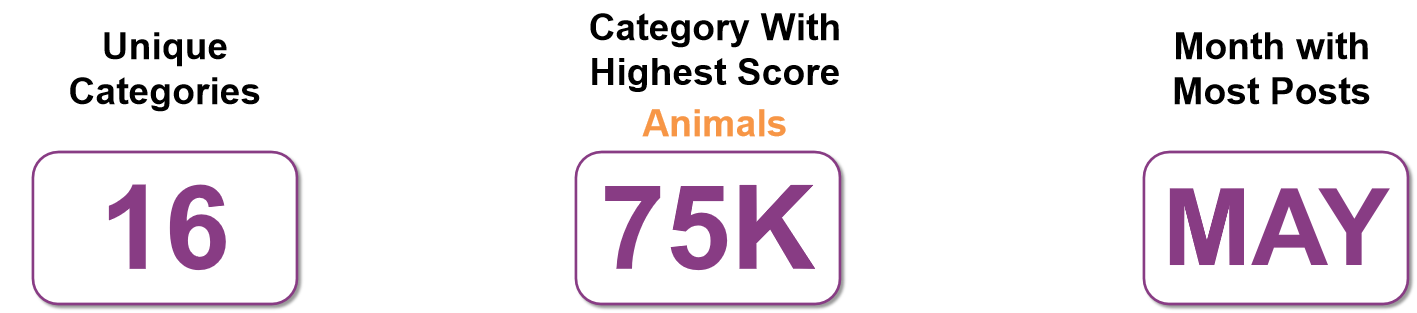 Unique
Categories
16
Category With
Highest Score
Animals
75K
Month with
Most Posts
MAY